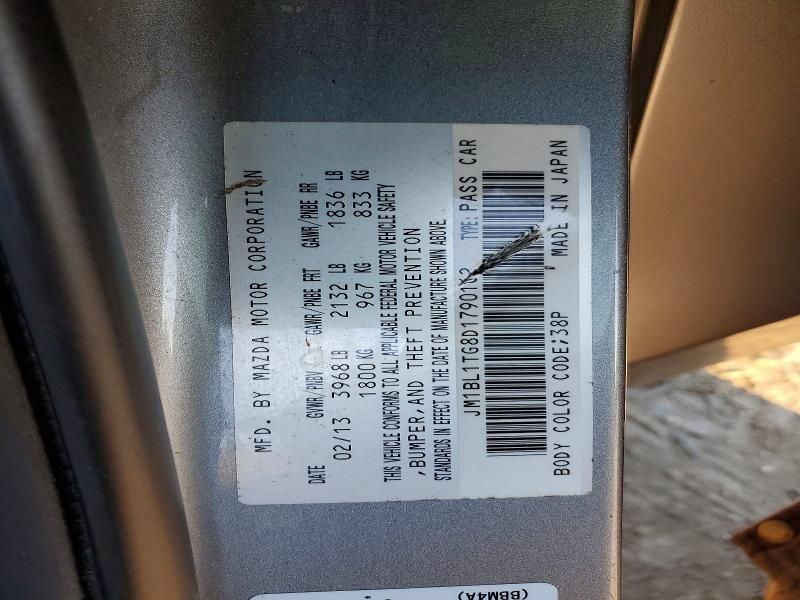 MFD. BY MAZDA MOTOR CORPORATION
DATE GVWR/PNBV GAWR/PNBE FRT GAWR/PNBE RR
02/13 3968 LB 2132 LB 1836 LB
1800 KG 967 KG 833 KG
THIS VEHICLE CONFORMS TO ALL APPLICABLE FEDERAL MOTOR VEHICLE SAFETY
,BUMPER,AND THEFT PREVENTION
STANDARDS IN EFFECT ON THE DATE OF MANUFACTURE SHOWN ABOVE.
TYPE: PASS CAR
BODY COLOR CODE;38P MADE IN JAPAN
(BBM4A)